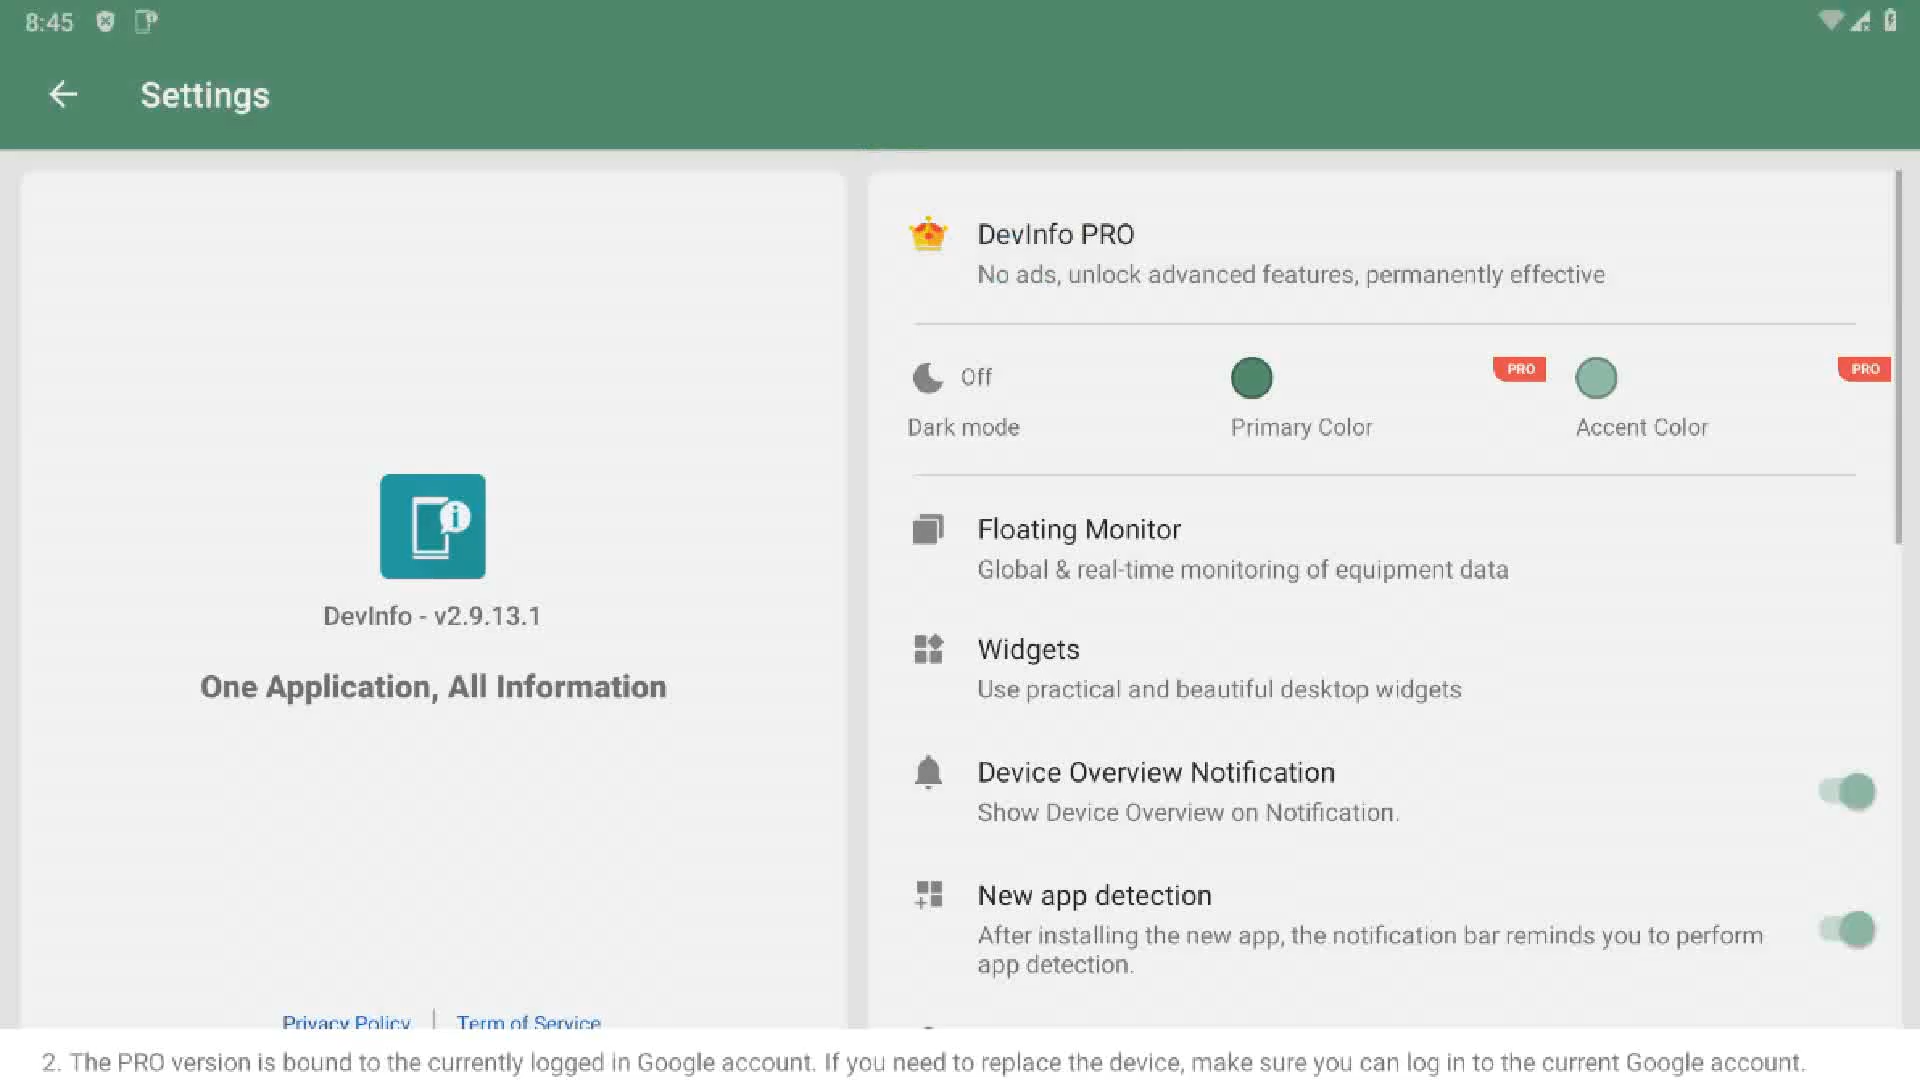 8:45
Settings
DevInfo - v2.9.13.1
One Application, All Information
Privacy Policy
Term of Service
DevInfo PRO
No ads, unlock advanced features, permanently effective
Off
Dark mode
PRO
Primary Color
PRO
Accent Color
Floating Monitor
Global & real-time monitoring of equipment data
Widgets
Use practical and beautiful desktop widgets
Device Overview Notification
Show Device Overview on Notification.
New app detection
After installing the new app, the notification bar reminds you to perform
app detection.
2. The PRO version is bound to the currently logged in Google account. If you need to replace the device, make sure you can log in to the current Google account.